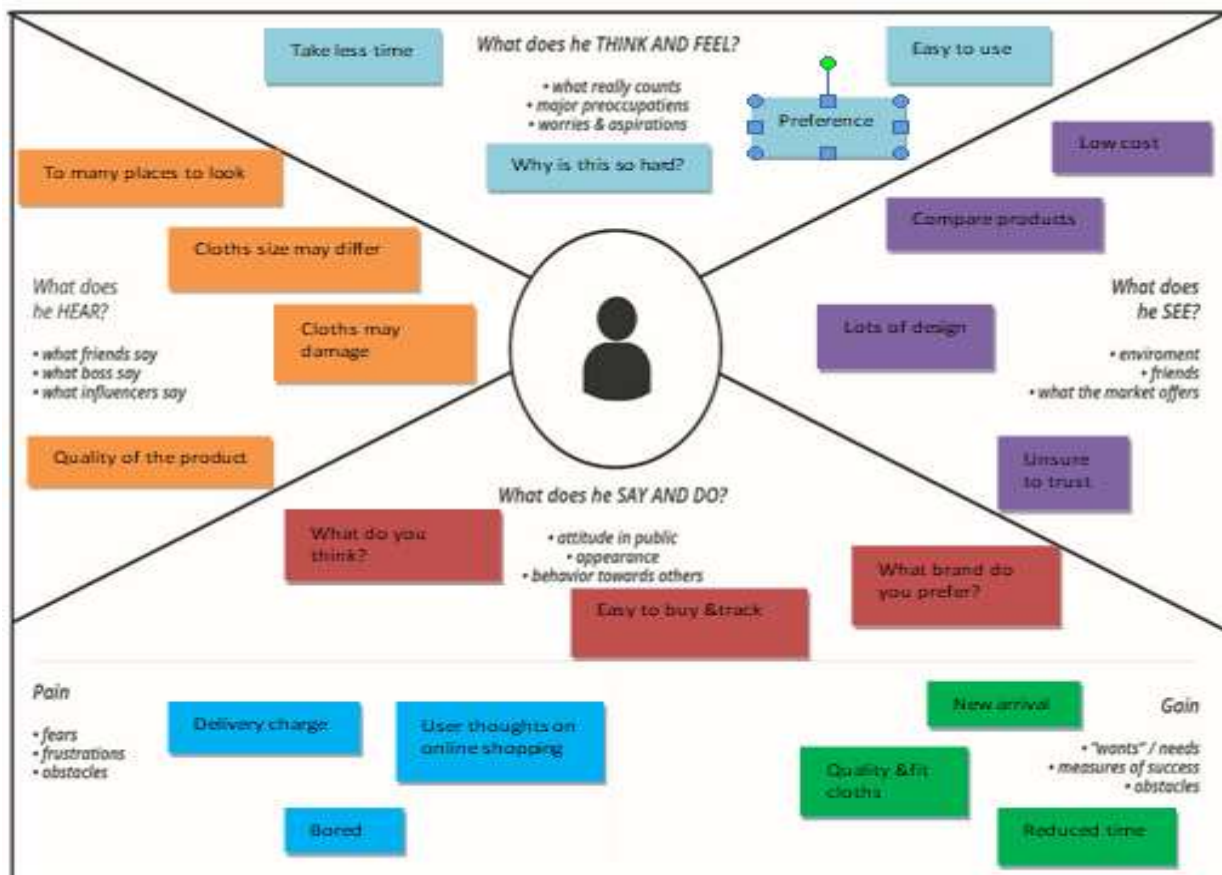 Take less time
What does he THINK AND FEEL?
• what really counts
• major preoccupatiens
• worries & aspirations
Why is this so hard?
Preference
Easy to use
To many places to look
Cloths size may differ
What does
he HEAR?
• what friends say
• what boss say
• what influencers say
Cloths may
damage
Quality of the product
Low cost
Compare products
Lots of design
What does
he SEE?
• enviroment
• friends
• what the market offers
Unsure
to trust
What does he SAY AND DO?
• attitude in public
• appearance
• behavior towards others
What do you
think?
Easy to buy &track
What brand do
you prefer?
Pain
• fears
• frustrations
• obstacles
Delivery charge
User thoughts on
online shopping
Bored
New arrival
Gain
• "wants" / needs
• measures of success
• obstacles
Quality &fit
cloths
Reduced time